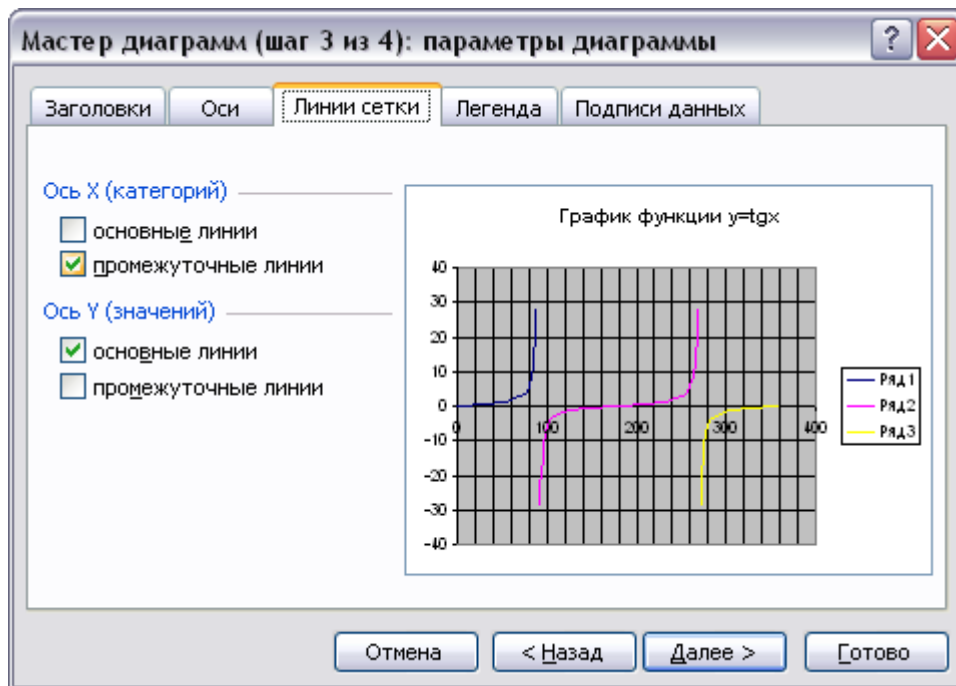 Мастер диаграмм (шаг 3 из 4): параметры диаграммы
?
Заголовки
Оси
Линии сетки
Легенда
Подписи данных
Ось X (категорий)
основные линии
промежуточные линии
Ось Y (значений)
основные линии
промежуточные линии
График функции y=tgx
40
30
20
10
0
-10
-20
-30
-40
0 100 200 300 400
Ряд1
Ряд2
Ряд3
Отмена
< Назад
Далее >
Готово